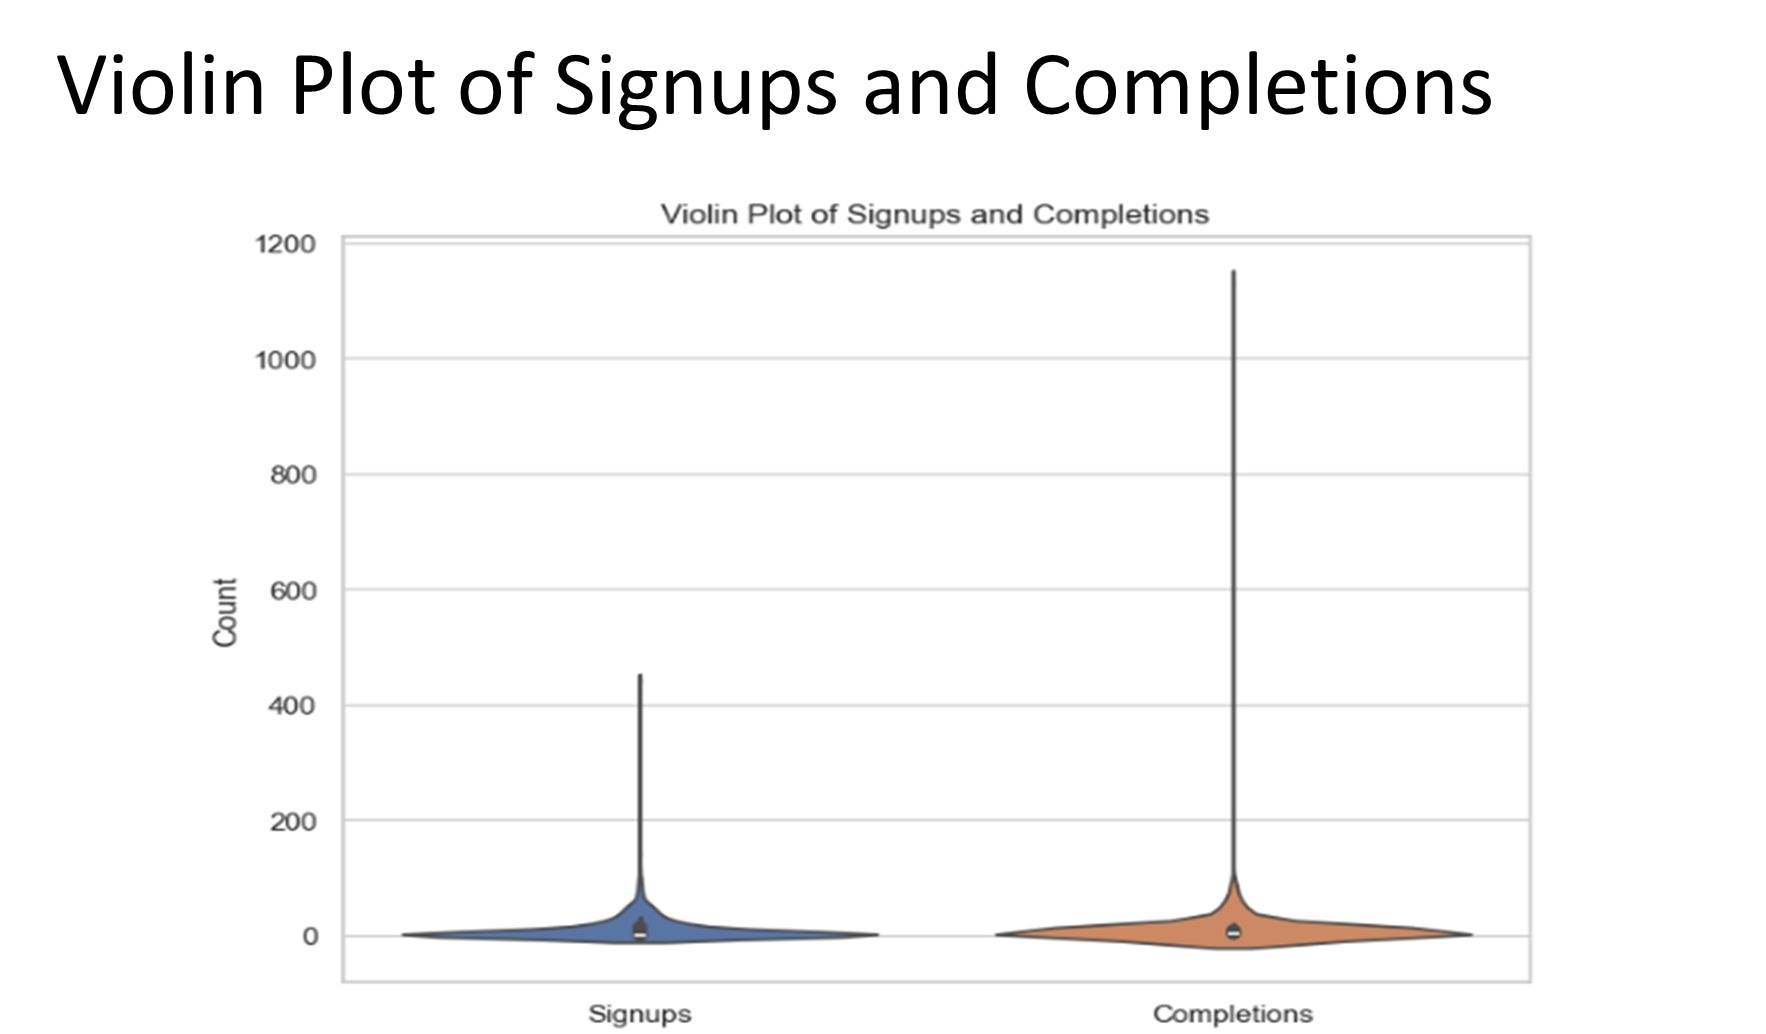 Violin Plot of Signups and Completions
Violin Plot of Signups and Completions
1200
1000
800
600
400
200
0
Count
Signups
Completions